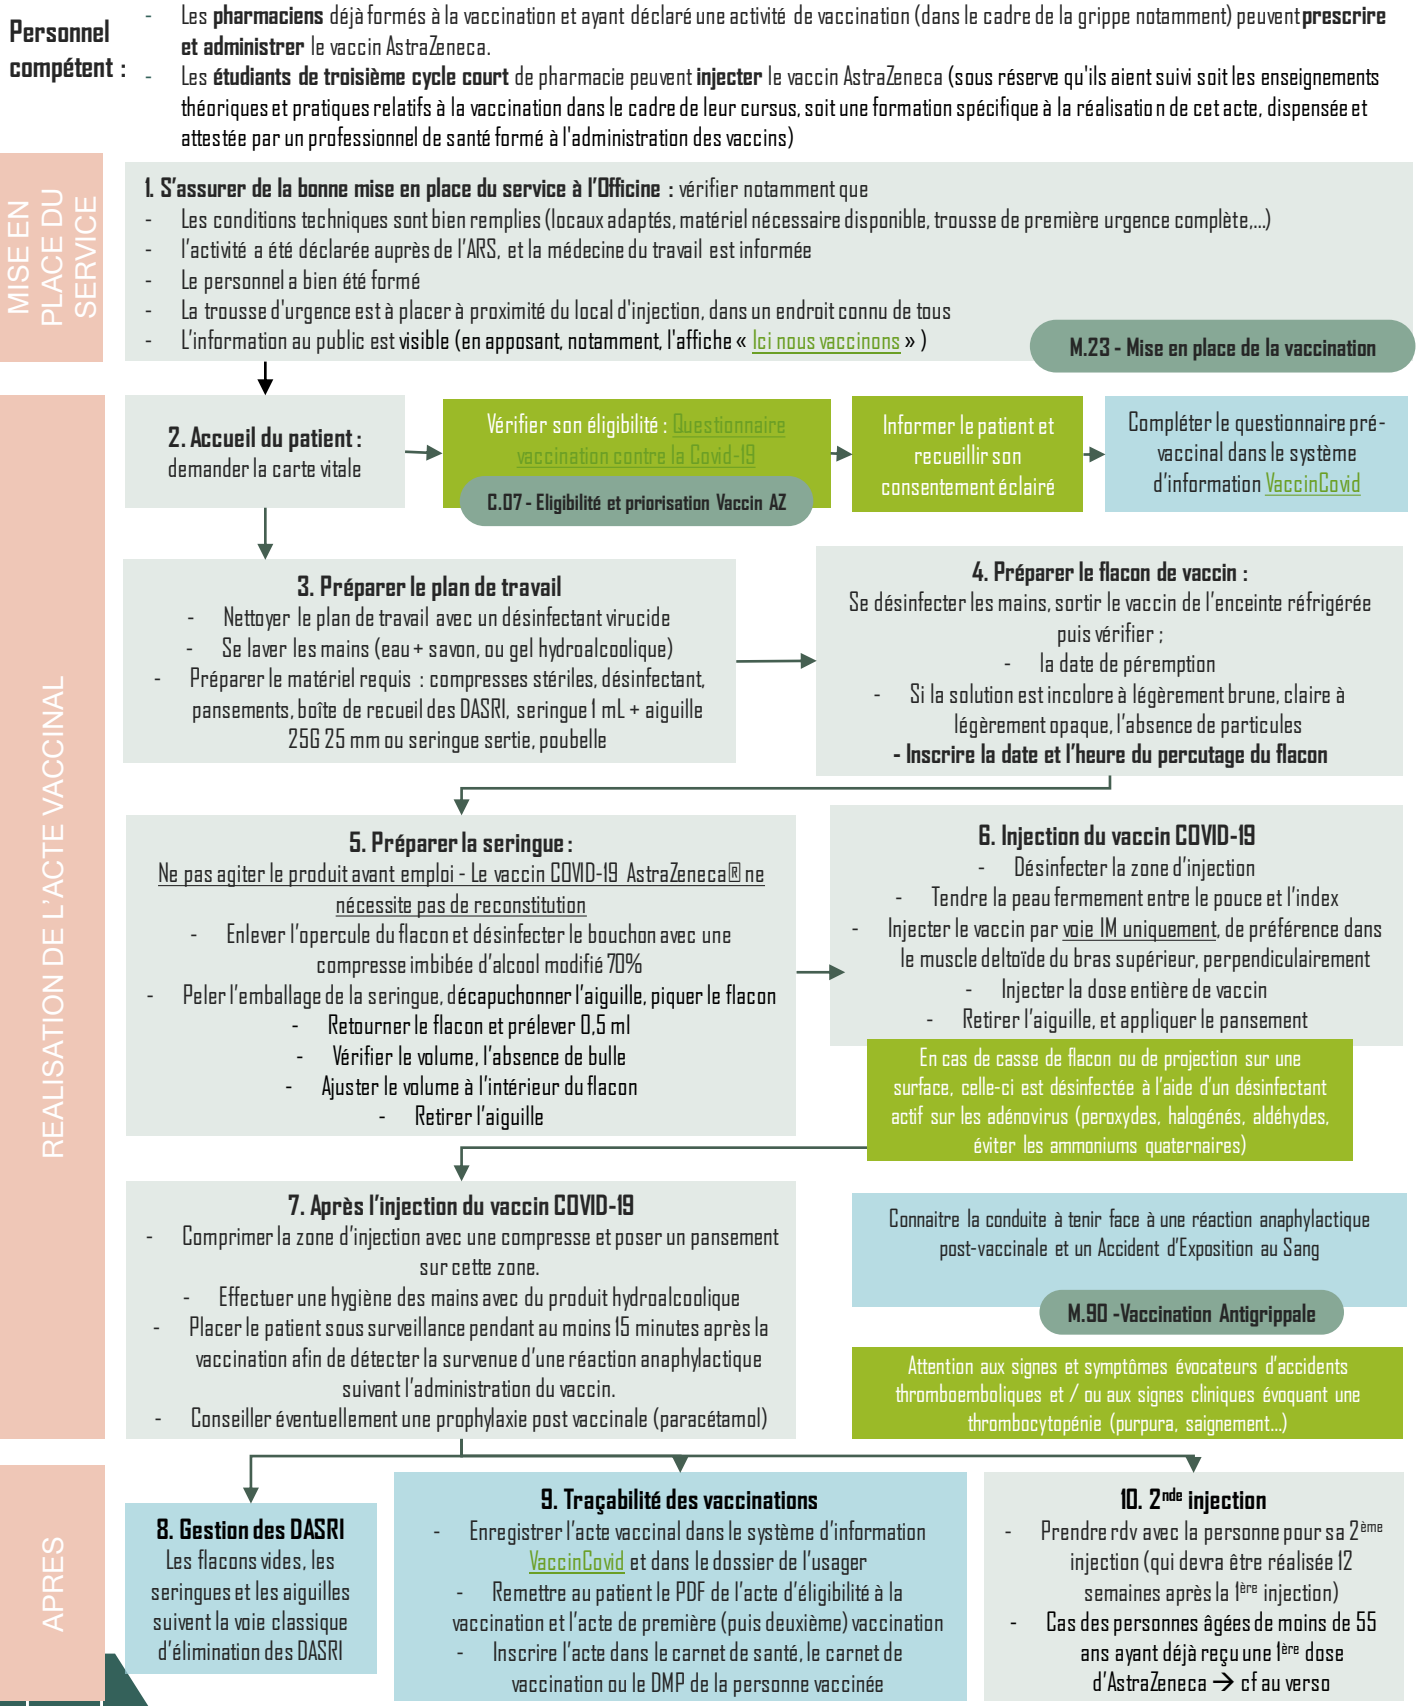 Personnel
compétent :
- Les pharmaciens déjà formés à la vaccination et ayant déclaré une activité de vaccination (dans le cadre de la grippe notamment) peuvent prescrire
et administrer le vaccin AstraZeneca.
- Les étudiants de troisième cycle court de pharmacie peuvent injecter le vaccin AstraZeneca (sous réserve qu'ils aient suivi soit les enseignements
théoriques et pratiques relatifs à la vaccination dans le cadre de leur cursus, soit une formation spécifique à la réalisation de cet acte, dispensée et
attestée par un professionnel de santé formé à l'administration des vaccins)
MISE EN
PLACE DU
SERVICE
1. S'assurer de la bonne mise en place du service à l'Officine : vérifier notamment que
- Les conditions techniques sont bien remplies (locaux adaptés, matériel nécessaire disponible, trousse de première urgence complète,...)
- l'activité a été déclarée auprès de l'ARS, et la médecine du travail est informée
- Le personnel a bien été formé
- La trousse d'urgence est à placer à proximité du local d'injection, dans un endroit connu de tous
- L'information au public est visible (en apposant, notamment, l'affiche « Ici nous vaccinons » )
M.23 - Mise en place de la vaccination
REALISATION DE L'ACTE VACCINAL
2. Accueil du patient :
demander la carte vitale
Vérifier son éligibilité : Questionnaire
vaccination contre la Covid-19
C.07 - Eligibilité et priorisation Vaccin AZ
Informer le patient et
recueillir son
consentement éclairé
Compléter le questionnaire pré-
vaccinal dans le système
d'information VaccinCovid
3. Préparer le plan de travail
- Nettoyer le plan de travail avec un désinfectant virucide
- Se laver les mains (eau + savon, ou gel hydroalcoolique)
- Préparer le matériel requis : compresses stériles, désinfectant,
pansements, boîte de recueil des DASRI, seringue 1 mL + aiguille
25G 25 mm ou seringue sertie, poubelle
4. Préparer le flacon de vaccin :
Se désinfecter les mains, sortir le vaccin de l'enceinte réfrigérée
puis vérifier ;
- la date de péremption
- Si la solution est incolore à légèrement brune, claire à
légèrement opaque, l'absence de particules
- Inscrire la date et l'heure du percutage du flacon
5. Préparer la seringue :
Ne pas agiter le produit avant emploi - Le vaccin COVID-19 AstraZeneca® ne
nécessite pas de reconstitution
- Enlever l'opercule du flacon et désinfecter le bouchon avec une
compresse imbibée d'alcool modifié 70%
- Peler l'emballage de la seringue, décapuchonner l'aiguille, piquer le flacon
- Retourner le flacon et prélever 0,5 ml
- Vérifier le volume, l'absence de bulle
- Ajuster le volume à l'intérieur du flacon
- Retirer l'aiguille
6. Injection du vaccin COVID-19
- Désinfecter la zone d'injection
- Tendre la peau fermement entre le pouce et l'index
- Injecter le vaccin par voie IM uniquement, de préférence dans
le muscle deltoïde du bras supérieur, perpendiculairement
- Injecter la dose entière de vaccin
- Retirer l'aiguille, et appliquer le pansement
En cas de casse de flacon ou de projection sur une
surface, celle-ci est désinfectée à l'aide d'un désinfectant
actif sur les adénovirus (peroxydes, halogénés, aldéhydes,
éviter les ammoniums quaternaires)
7. Après l'injection du vaccin COVID-19
- Comprimer la zone d'injection avec une compresse et poser un pansement
sur cette zone.
- Effectuer une hygiène des mains avec du produit hydroalcoolique
- Placer le patient sous surveillance pendant au moins 15 minutes après la
vaccination afin de détecter la survenue d'une réaction anaphylactique
suivant l'administration du vaccin.
- Conseiller éventuellement une prophylaxie post vaccinale (paracétamol)
Connaitre la conduite à tenir face à une réaction anaphylactique
post-vaccinale et un Accident d'Exposition au Sang
M.90 -Vaccination Antigrippale
Attention aux signes et symptômes évocateurs d'accidents
thromboemboliques et / ou aux signes cliniques évoquant une
thrombocytopénie (purpura, saignement...)
APRES
8. Gestion des DASRI
Les flacons vides, les
seringues et les aiguilles
suivent la voie classique
d'élimination des DASRI
9. Traçabilité des vaccinations
- Enregistrer l'acte vaccinal dans le système d'information
VaccinCovid et dans le dossier de l'usager
- Remettre au patient le PDF de l'acte d'éligibilité à la
vaccination et l'acte de première (puis deuxième) vaccination
- Inscrire l'acte dans le carnet de santé, le carnet de
vaccination ou le DMP de la personne vaccinée
10. 2nde injection
- Prendre rdv avec la personne pour sa 2ème
injection (qui devra être réalisée 12
semaines après la 1ère injection)
- Cas des personnes âgées de moins de 55
ans ayant déjà reçu une 1ère dose
d'AstraZeneca → cf au verso